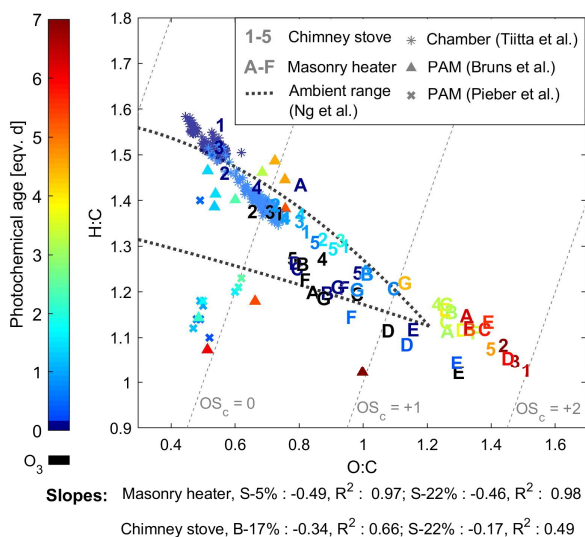 1-5 Chimney stove
A-F Masonry heater
Ambient range
(Ng et al.)
Chamber (Tiitta et al.)
PAM (Bruns et al.)
PAM (Pieber et al.)
Photochemical age [eqv. d]
7
6
5
4
3
2
1
0
O3
H:C
1.8
1.7
1.6
1.5
1.4
1.3
1.2
1.1
1
0.9
OSc = 0
OSc = +1
OSc = +2
0.4 0.6 0.8 1 1.2 1.4 1.6
O:C
Slopes: Masonry heater, S-5% : -0.49, R² : 0.97; S-22% : -0.46, R² : 0.98
Chimney stove, B-17% : -0.34, R² : 0.66; S-22% : -0.17, R² : 0.49